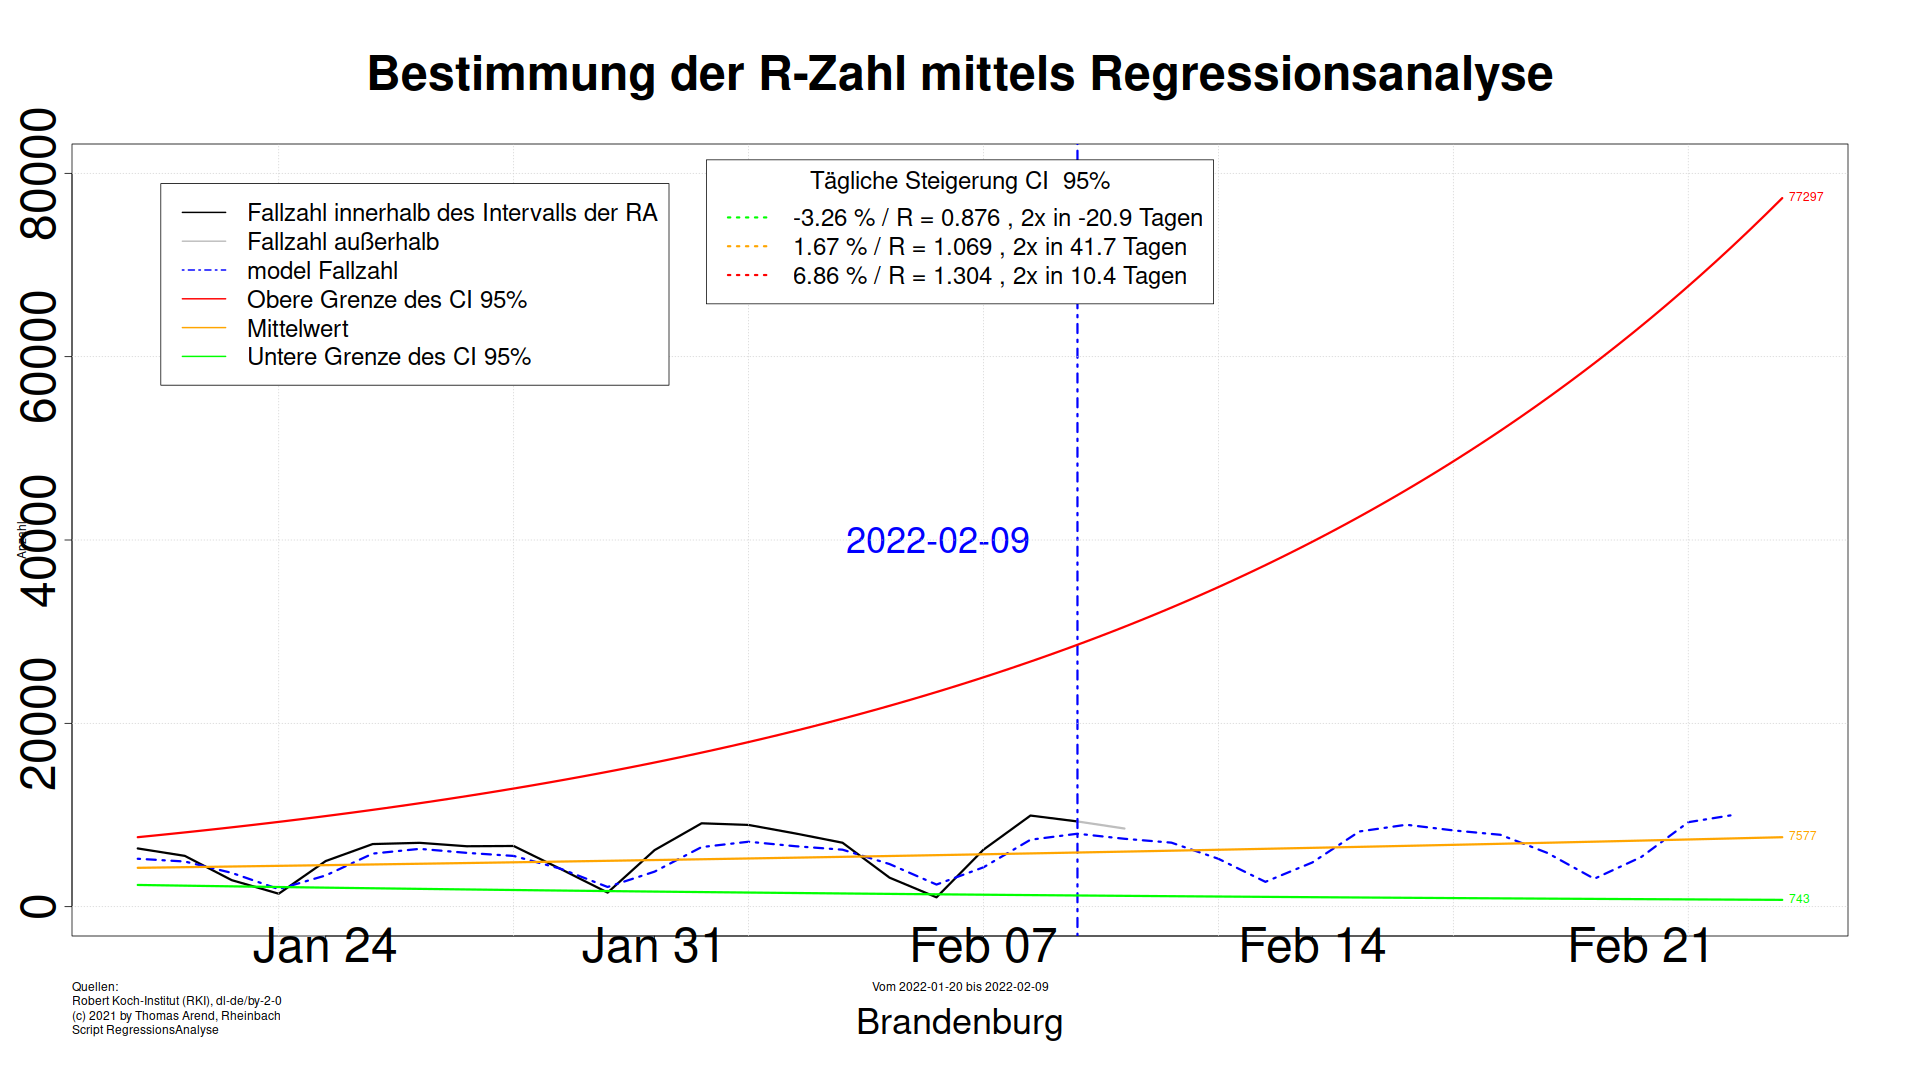 Bestimmung der R-Zahl mittels Regressionsanalyse
80000
60000
40000
20000
0
Anzahl
Fallzahl innerhalb des Intervalls der RA
Fallzahl außerhalb
model Fallzahl
Obere Grenze des CI 95%
Mittelwert
Untere Grenze des CI 95%
Tägliche Steigerung CI 95%
-3.26 % / R = 0.876 , 2x in -20.9 Tagen
1.67 % / R = 1.069 , 2x in 41.7 Tagen
6.86 % / R = 1.304 , 2x in 10.4 Tagen
77297
2022-02-09
7577
743
Jan 24
Jan 31
Feb 07
Feb 14
Feb 21
Quellen:
Robert Koch-Institut (RKI), dl-de/by-2-0
(c) 2021 by Thomas Arend, Rheinbach
Script RegressionsAnalyse
Vom 2022-01-20 bis 2022-02-09
Brandenburg